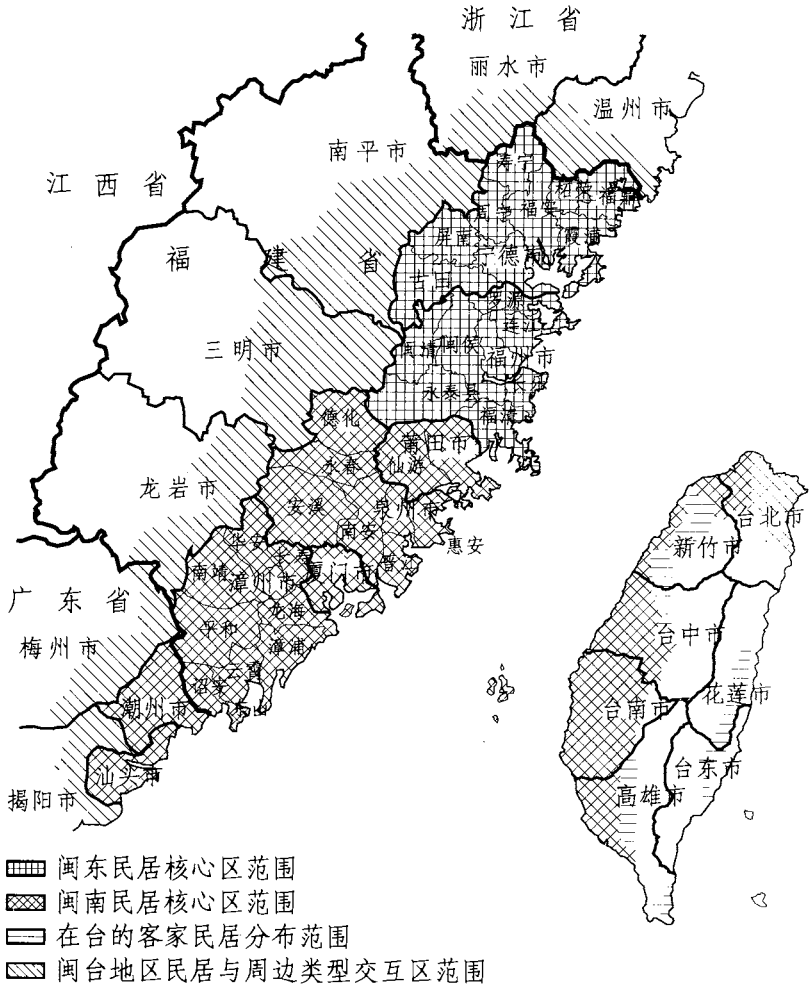 浙江省
丽水市
温州市
南平市
江西省
寿宁
柘荣
福鼎
周宁
福安
屏南
霞浦
福建省
宁德市
古田
罗源
连江
三明市
闽清
闽侯
福州市
长乐
永泰县
福清
德化
莆田市
仙游
永春
龙岩市
安溪
泉州市
台北市
南安
惠安
新竹市
华安
长泰
厦门市
晋江
南靖
漳州市
广东省
龙海
平和
台中市
梅州市
漳浦
云霄
诏安
花莲市
潮州市
东山
台南市
汕头市
台东市
揭阳市
高雄市
闽东民居核心区范围
闽南民居核心区范围
在台的客家民居分布范围
闽台地区民居与周边类型交互区范围